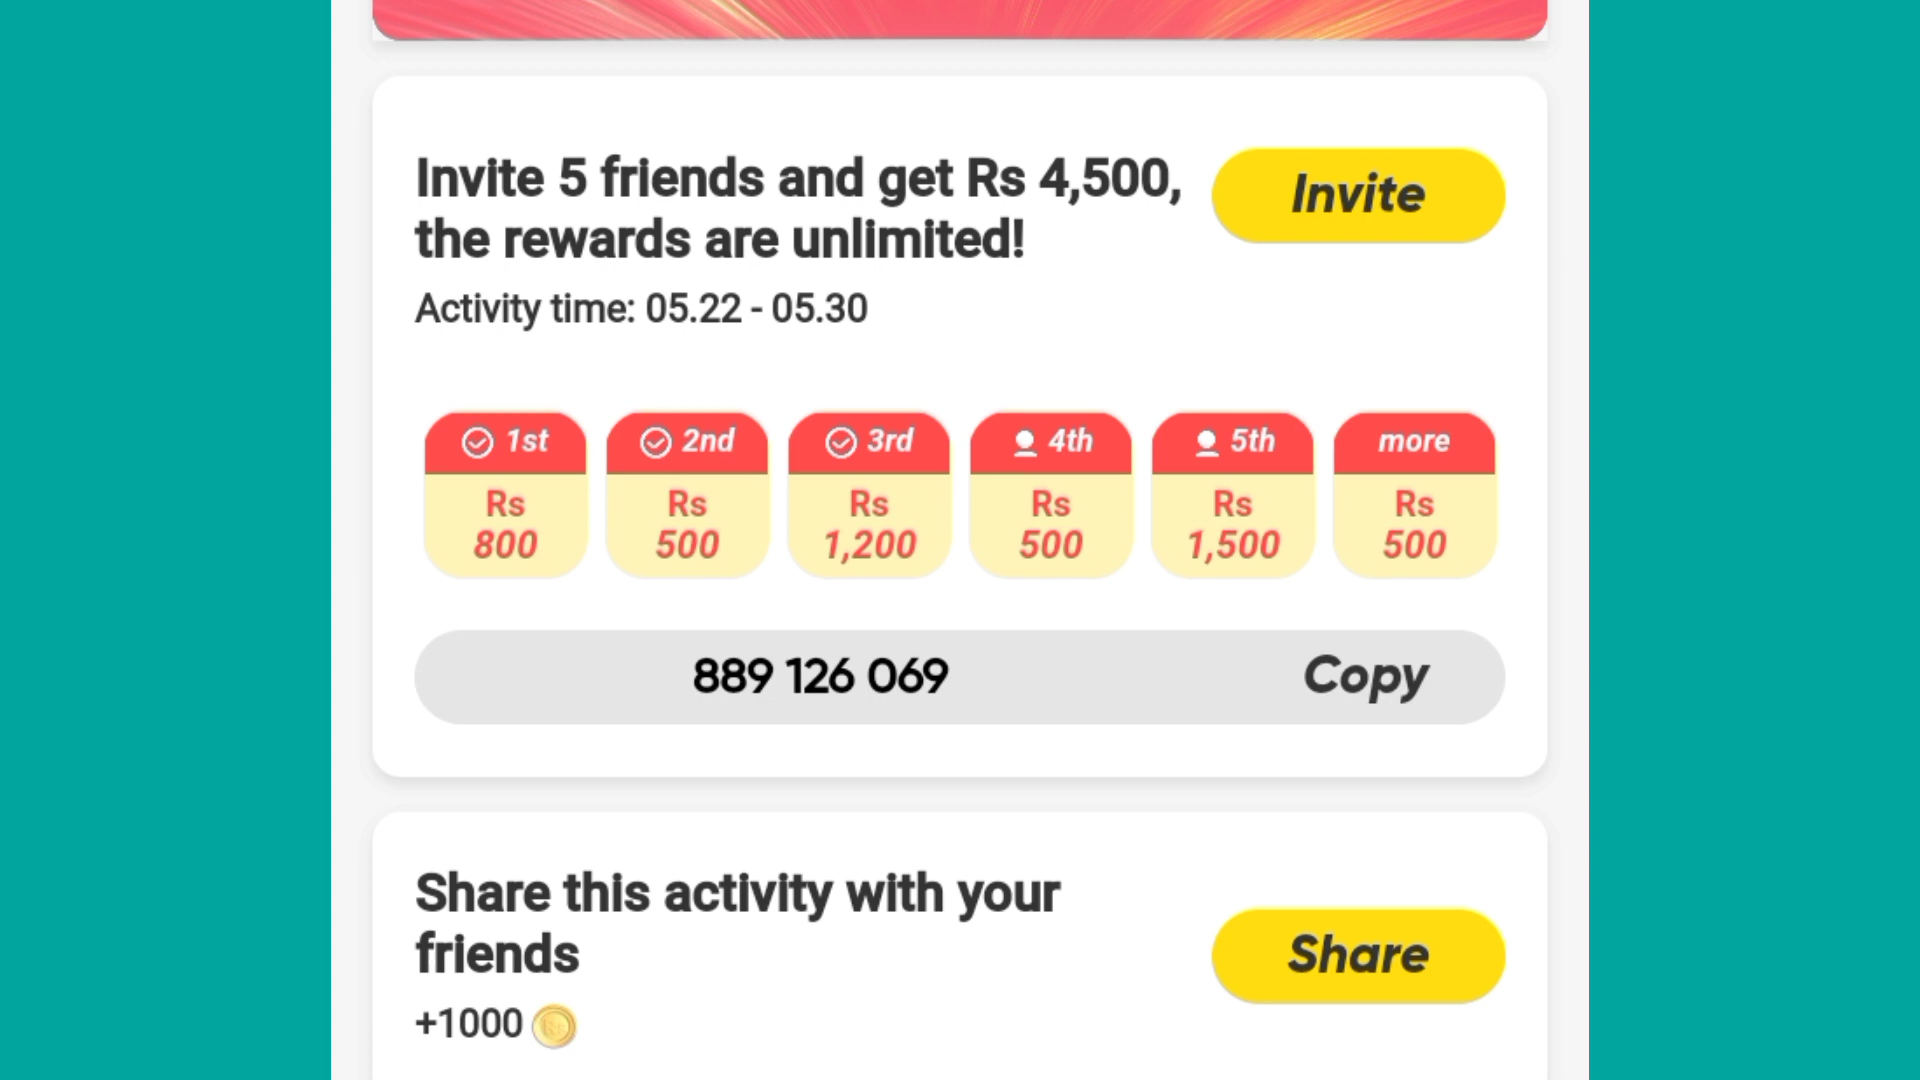 Invite 5 friends and get Rs 4,500,
the rewards are unlimited!
Invite
Activity time: 05.22 - 05.30
1st
Rs
800
2nd
Rs
500
3rd
Rs
1,200
4th
Rs
500
5th
Rs
1,500
more
Rs
500
889 126 069
Copy
Share this activity with your
friends
+1000
Share